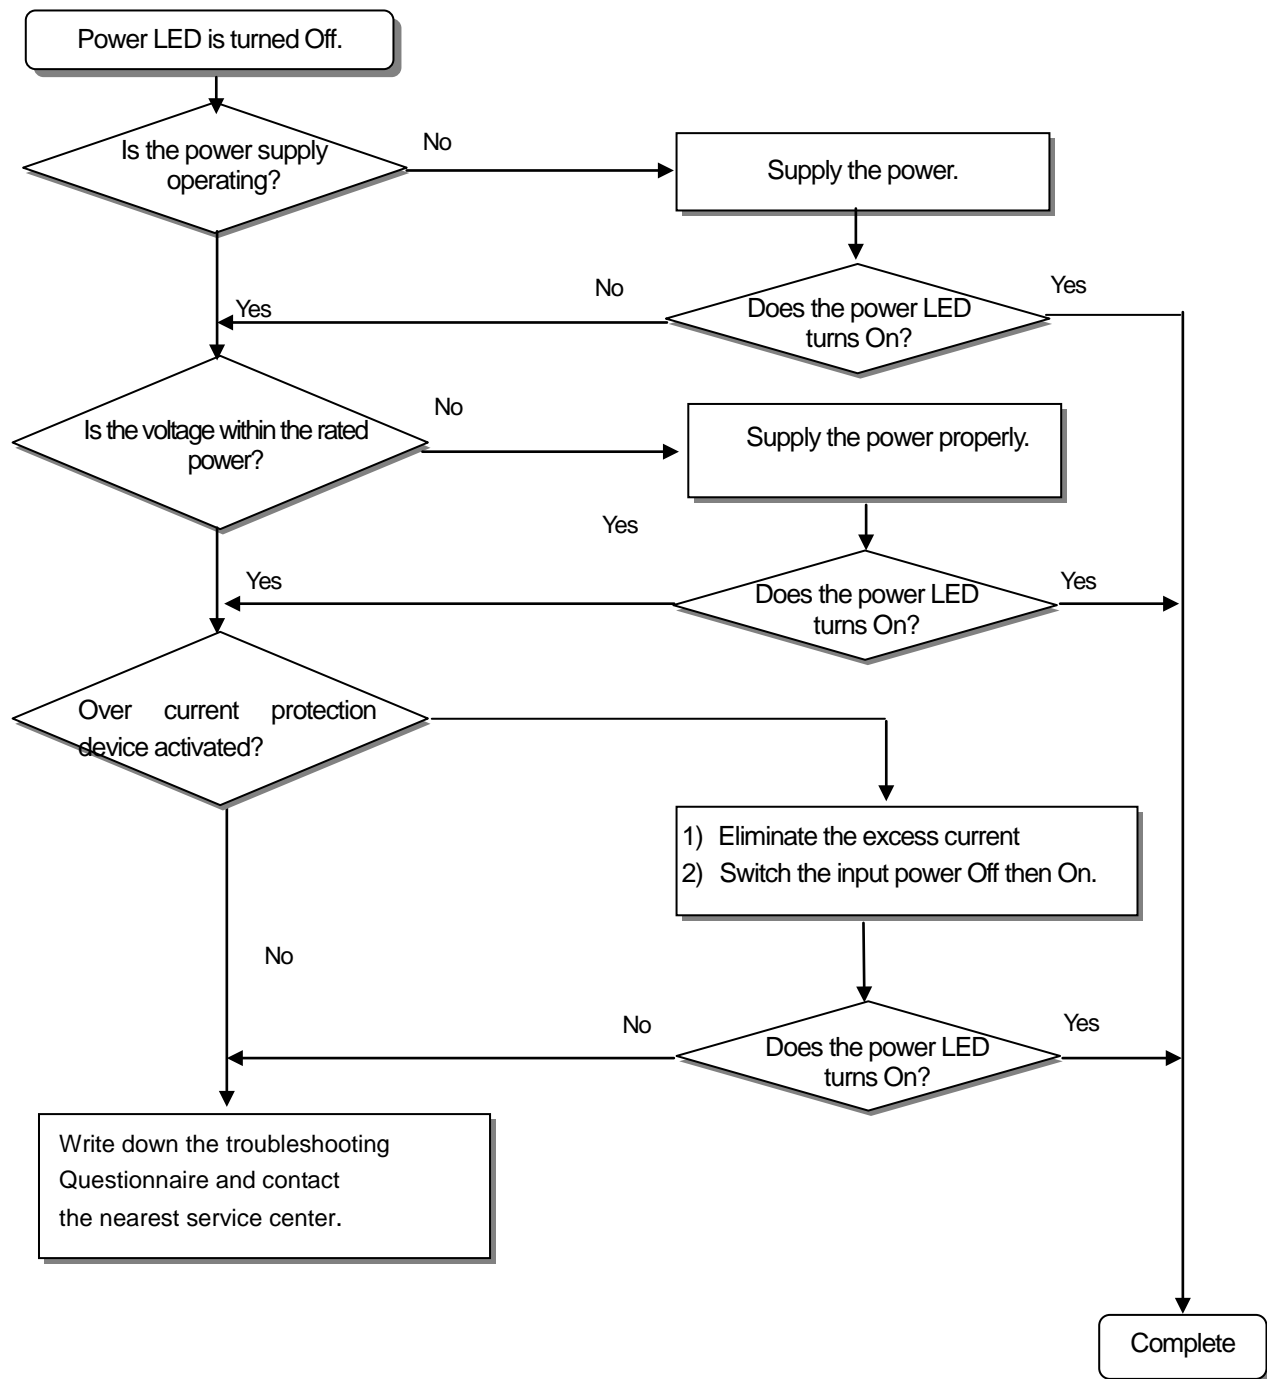 Power LED is turned Off.
Is the power supply
operating?
No
Supply the power.
Yes
No
Does the power LED
turns On?
Yes
Is the voltage within the rated
power?
No
Supply the power properly.
Yes
Yes
Does the power LED
turns On?
Yes
Over current protection
device activated?
1) Eliminate the excess current
2) Switch the input power Off then On.
No
No
Does the power LED
turns On?
Yes
Write down the troubleshooting
Questionnaire and contact
the nearest service center.
Complete